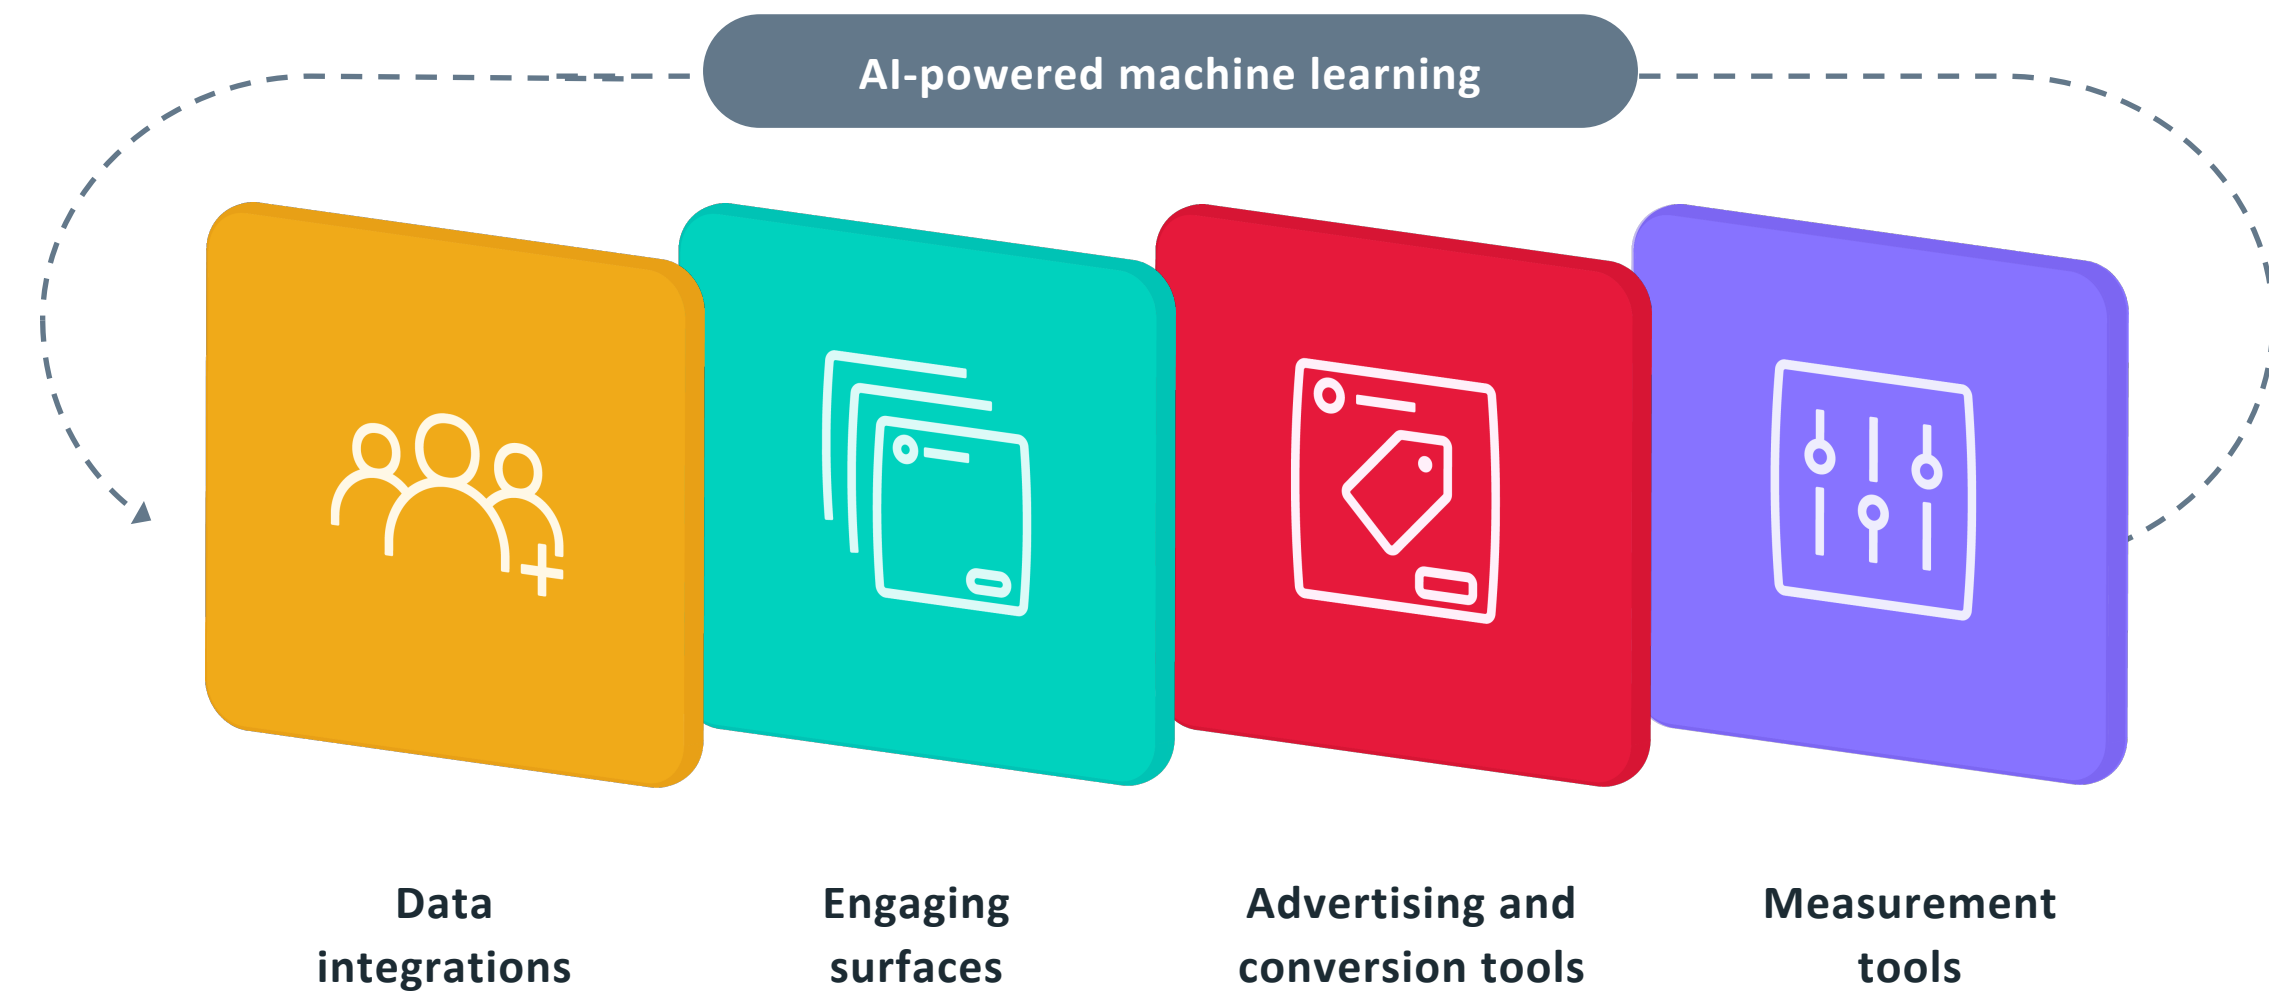 AI-powered machine learning
Data
integrations
Engaging
surfaces
Advertising and
conversion tools
Measurement
tools